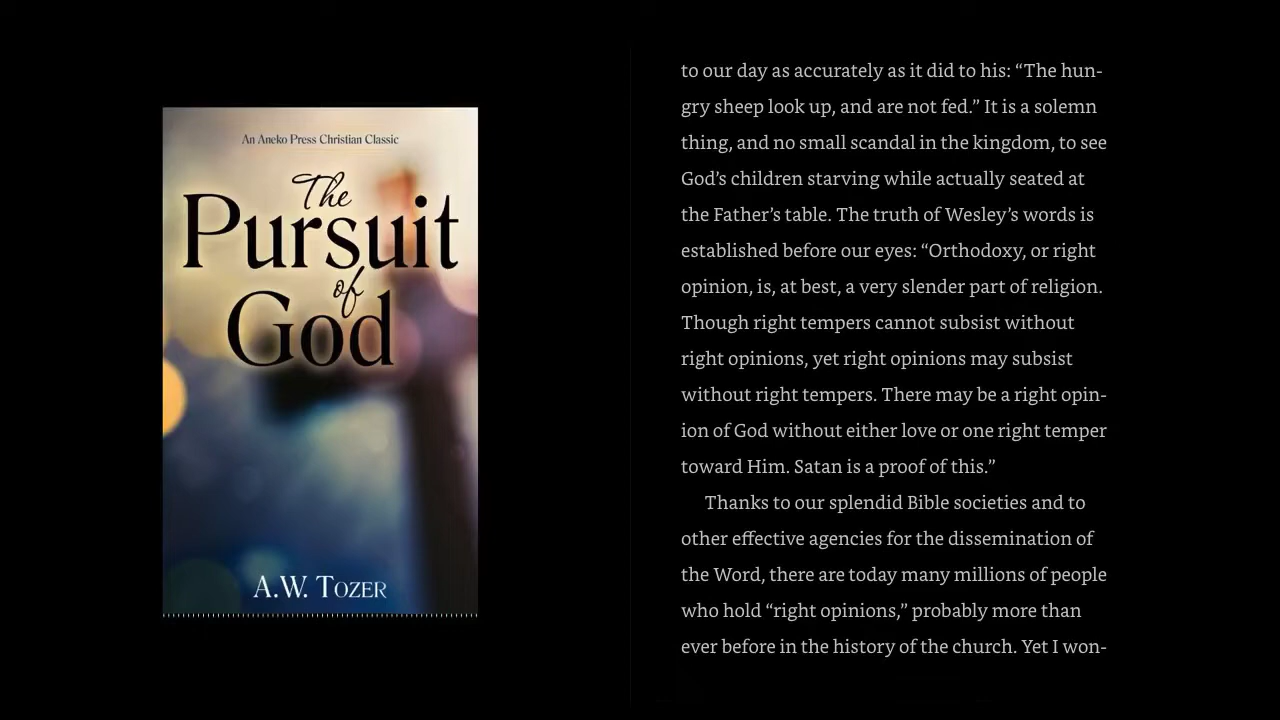 An Aneko Press Christian Classic
The
Pursuit
of
God
A.W. Tozer
to our day as accurately as it did to his: “The hun-
gry sheep look up, and are not fed.” It is a solemn
thing, and no small scandal in the kingdom, to see
God’s children starving while actually seated at
the Father’s table. The truth of Wesley’s words is
established before our eyes: “Orthodoxy, or right
opinion, is, at best, a very slender part of religion.
Though right tempers cannot subsist without
right opinions, yet right opinions may subsist
without right tempers. There may be a right opin-
ion of God without either love or one right temper
toward Him. Satan is a proof of this.”
Thanks to our splendid Bible societies and to
other effective agencies for the dissemination of
the Word, there are today many millions of people
who hold “right opinions,” probably more than
ever before in the history of the church. Yet I won-